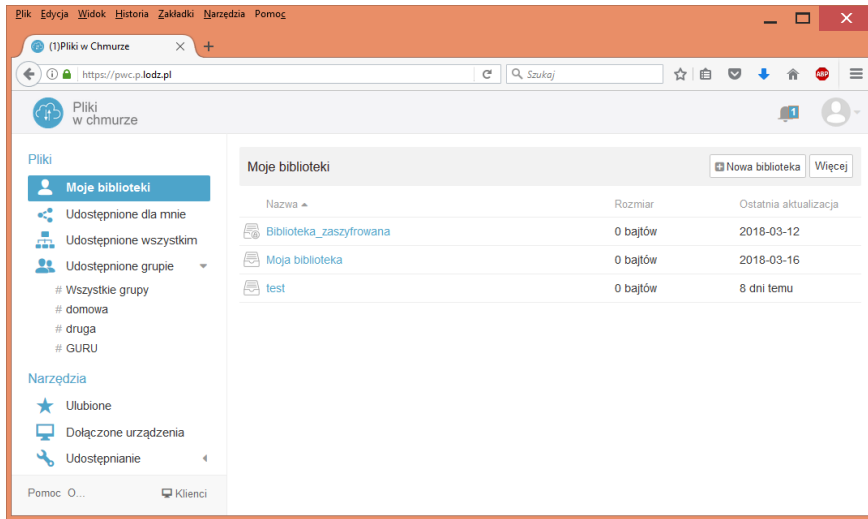 Plik Edycja Widok Historia Zakładki Narzędzia Pomoc
(1)Pliki w Chmurze
https://pwc.p.lodz.pl
Szukaj
ABP
Pliki
w chmurze
1
Pliki
Moje biblioteki
Udostępnione dla mnie
Udostępnione wszystkim
Udostępnione grupie
# Wszystkie grupy
# domowa
# druga
# GURU
Narzędzia
Ulubione
Dołączone urządzenia
Udostępnianie
Pomoc O... Klienci
Moje biblioteki
Nowa biblioteka Więcej
Nazwa Rozmiar Ostatnia aktualizacja
Biblioteka_zaszyfrowana 0 bajtów 2018-03-12
Moja biblioteka 0 bajtów 2018-03-16
test 0 bajtów 8 dni temu